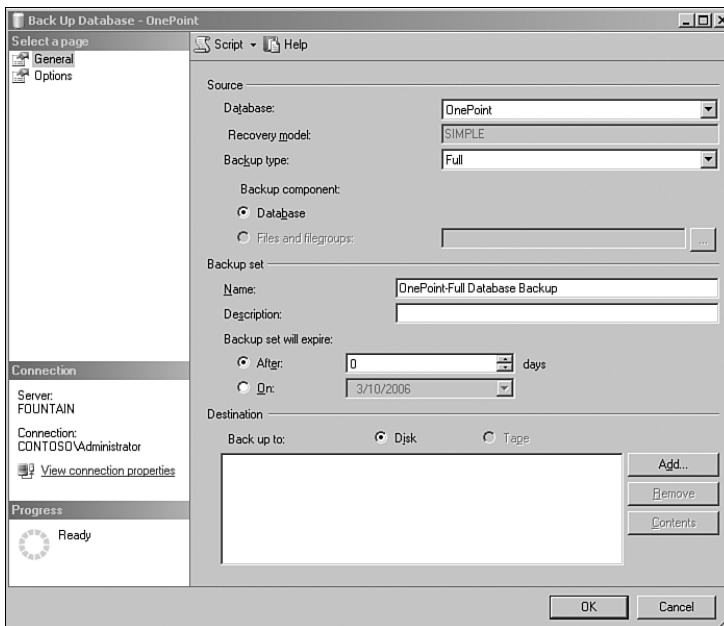 Back Up Database - OnePoint
Select a page
General
Options
Script
Help
Source
Database:
OnePoint
Recovery model:
SIMPLE
Backup type:
Full
Backup component:
Database
Files and filegroups:
...
Backup set
Name:
OnePoint-Full Database Backup
Description:
Backup set will expire:
After:
0
days
On:
3/10/2006
Destination
Back up to:
Disk
Tape
Add...
Remove
Contents
Connection
Server:
FOUNTAIN
Connection:
CONTOSO\Administrator
View connection properties
Progress
Ready
OK
Cancel